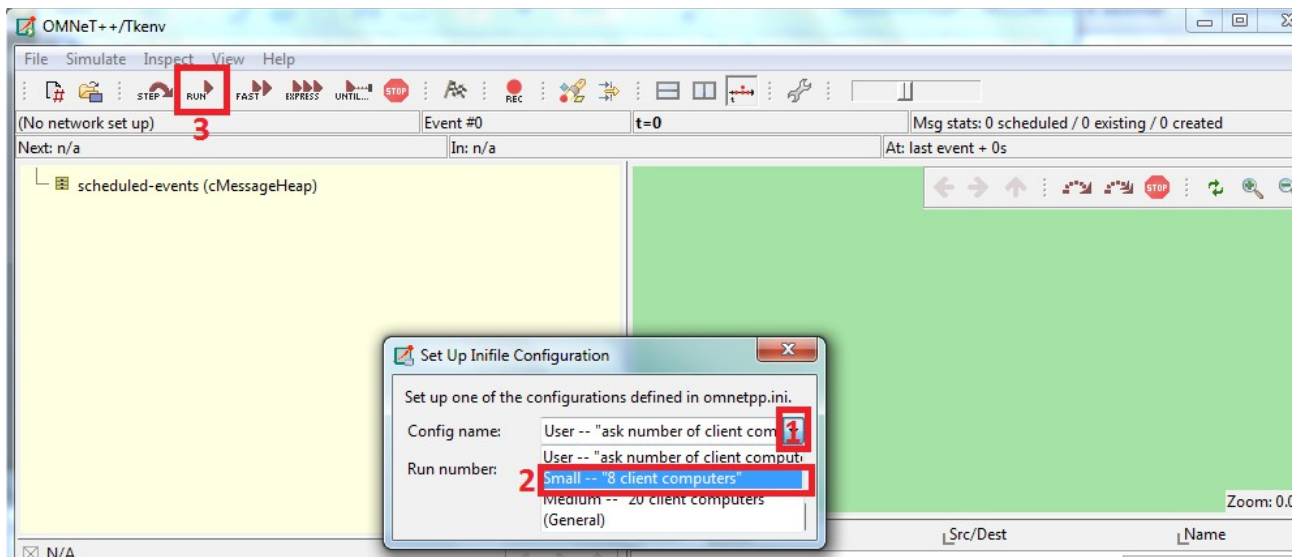 OMNeT++/Tkenv
File Simulate Inspect View Help
STEP RUN FAST EXPRESS UNTIL... STOP REC
3
(No network set up) Event #0 t=0 Msg stats: 0 scheduled / 0 existing / 0 created
Next: n/a In: n/a At: last event + 0s
scheduled-events (cMessageHeap)
STOP
Set Up Inifile Configuration
Set up one of the configurations defined in omnetpp.ini.
Config name: User -- "ask number of client com 1
User -- "ask number of client compute
Run number: 2 Small -- "8 client computers"
Medium -- "20 client computers"
(General)
Zoom: 0.0
Src/Dest Name
N/A